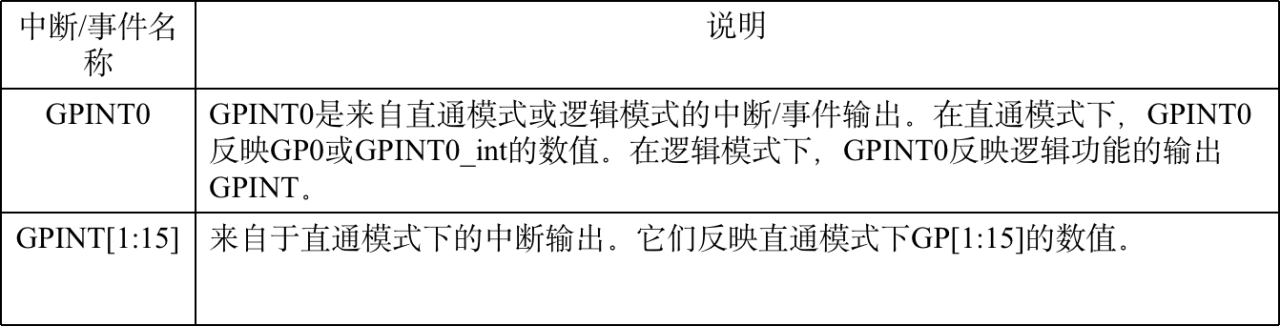 中断/事件名
称
说明
GPINT0
GPINT0是来自直通模式或逻辑模式的中断/事件输出。在直通模式下，GPINT0
反映GP0或GPINT0_int的数值。在逻辑模式下，GPINT0反映逻辑功能的输出
GPINT。
GPINT[1:15]
来自于直通模式下的中断输出。它们反映直通模式下GP[1:15]的数值。